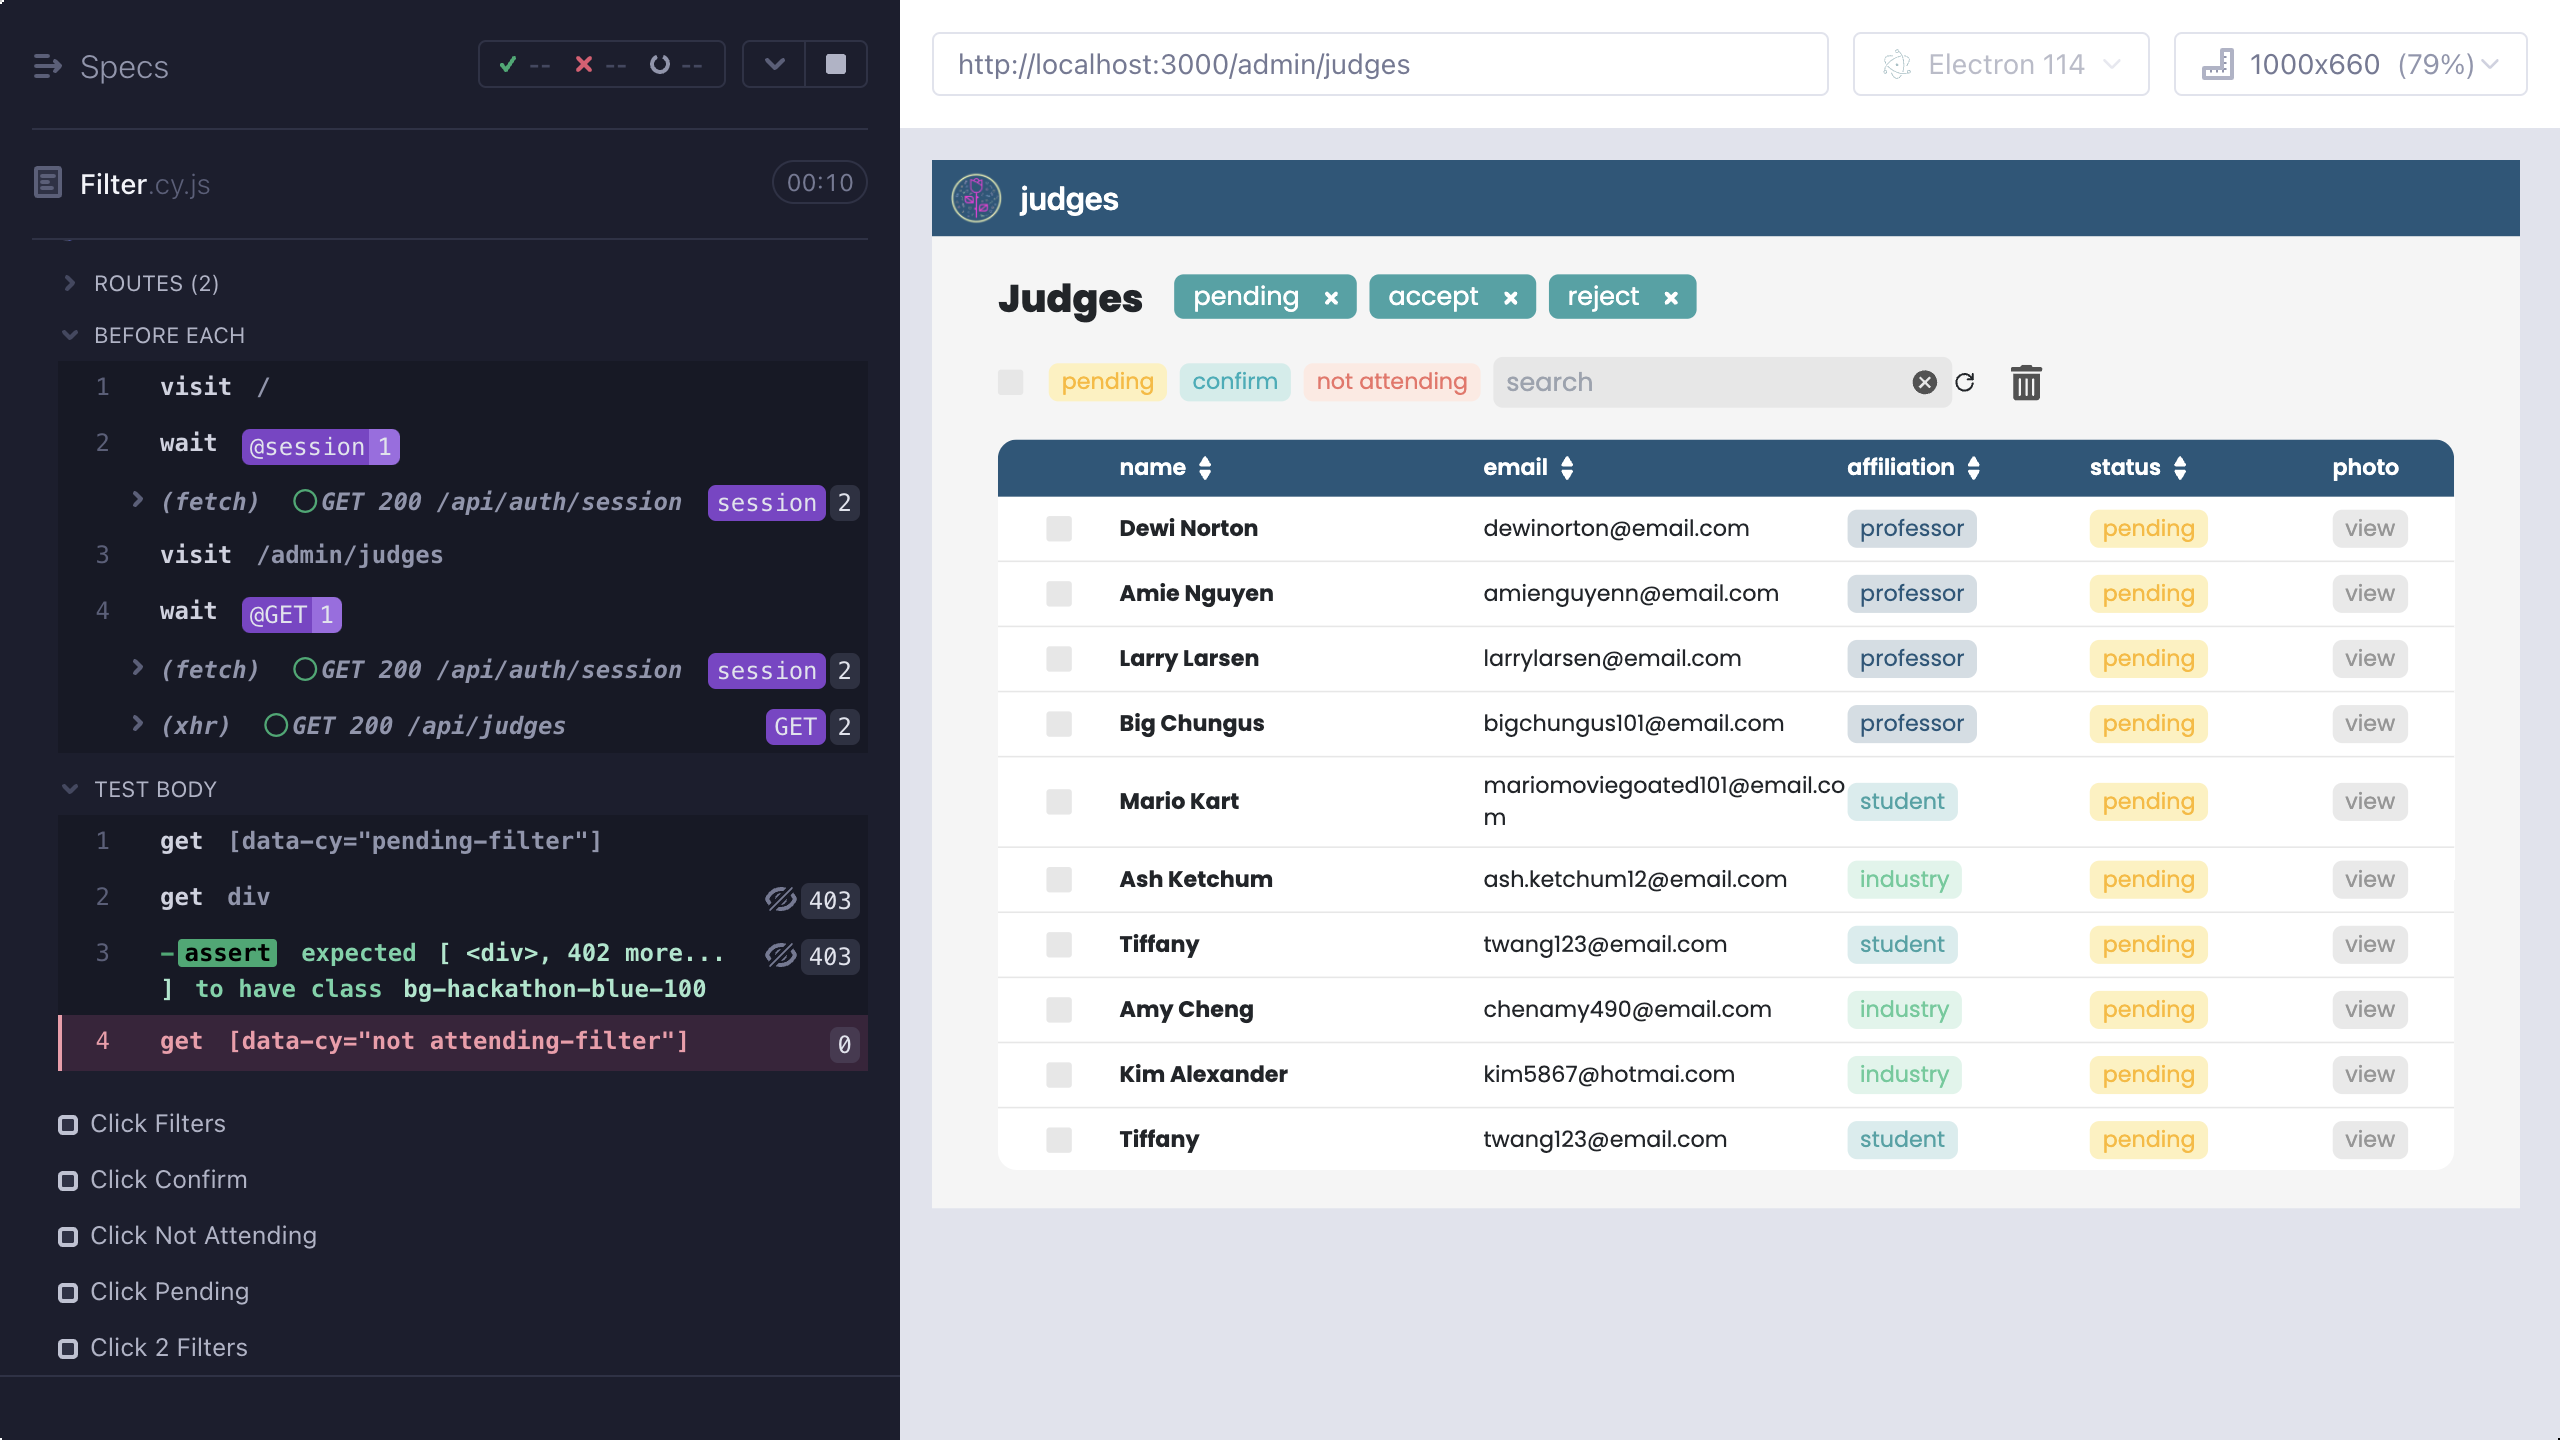 Specs
-- -- --
Filter.cy.js 00:10
ROUTES (2)
BEFORE EACH
1 visit /
2 wait @session 1
(fetch) GET 200 /api/auth/session session 2
3 visit /admin/judges
4 wait @GET 1
(fetch) GET 200 /api/auth/session session 2
(xhr) GET 200 /api/judges GET 2
TEST BODY
1 get [data-cy="pending-filter"]
2 get div 403
3 -assert expected [ <div>, 402 more... 403
] to have class bg-hackathon-blue-100
4 get [data-cy="not attending-filter"] 0
Click Filters
Click Confirm
Click Not Attending
Click Pending
Click 2 Filters
http://localhost:3000/admin/judges Electron 114 1000x660 (79%)
judges
Judges pending × accept × reject ×
pending confirm not attending search
name email affiliation status photo
Dewi Norton dewinorton@email.com professor pending view
Amie Nguyen amienguyenn@email.com professor pending view
Larry Larsen larrylarsen@email.com professor pending view
Big Chungus bigchungus101@email.com professor pending view
Mario Kart mariomoviegoated101@email.co student pending view
m
Ash Ketchum ash.ketchum12@email.com industry pending view
Tiffany twang123@email.com student pending view
Amy Cheng chenamy490@email.com industry pending view
Kim Alexander kim5867@hotmai.com industry pending view
Tiffany twang123@email.com student pending view